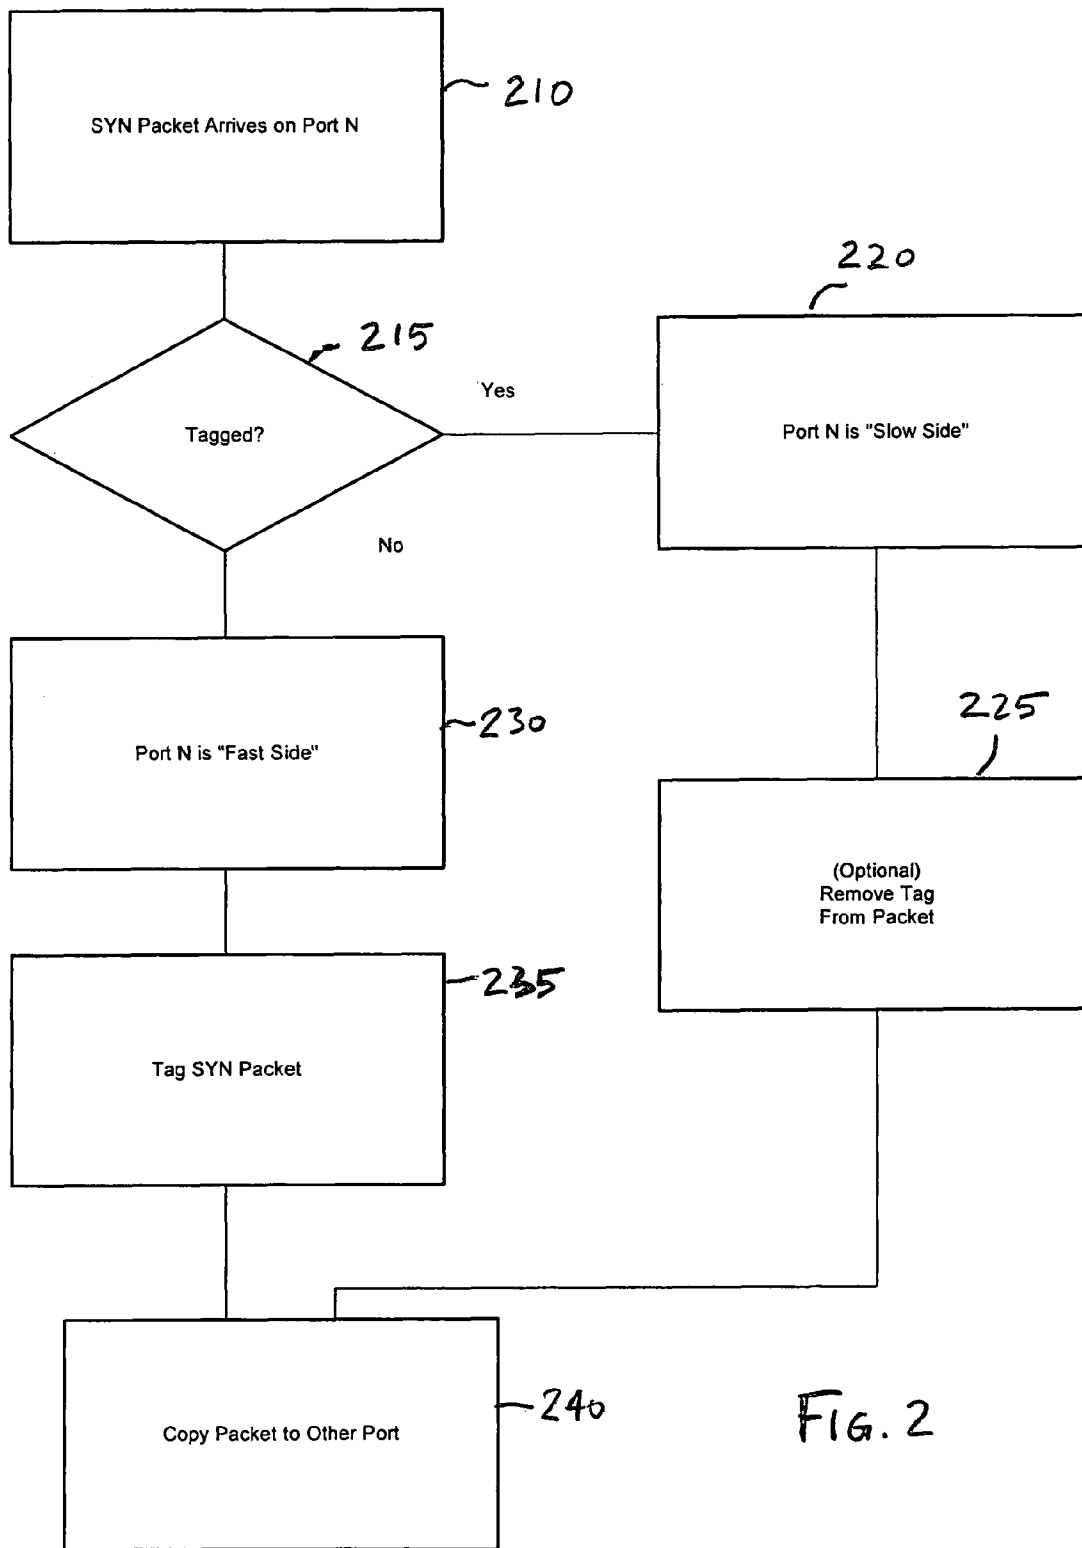 SYN Packet Arrives on Port N
210
215
Tagged?
Yes
No
220
Port N is "Slow Side"
Port N is "Fast Side"
230
225
(Optional)
Remove Tag
From Packet
235
Tag SYN Packet
Copy Packet to Other Port
240
FIG. 2